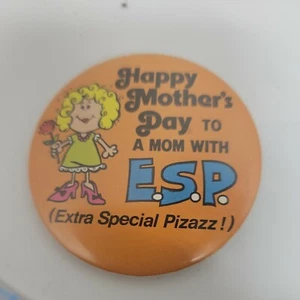 Happy
Mother's
Day TO
A MOM WITH
E.S.P.
(Extra Special Pizazz!)